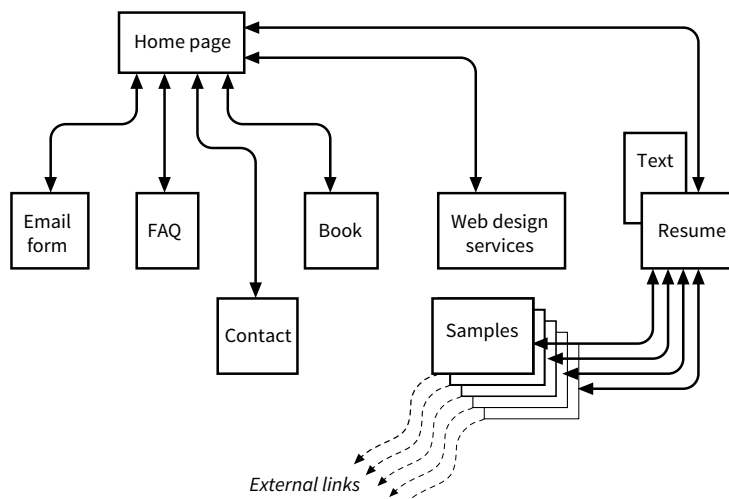 Home page
Text
Email
form
FAQ
Book
Web design
services
Resume
Contact
Samples
External links